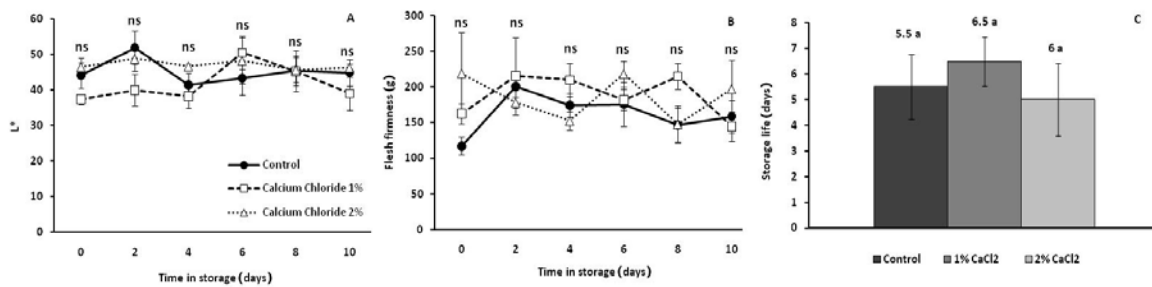 A
L*
60
50
40
30
20
10
0
ns ns ns ns ns ns
Control
Calcium Chloride 1%
Calcium Chloride 2%
0 2 4 6 8 10
Time in storage (days)
B
Flesh firmness (g)
300
250
200
150
100
50
0
ns ns ns ns ns ns
0 2 4 6 8 10
Time in storage (days)
C
Storage life (days)
8
7
6
5
4
3
2
1
0
5.5 a
6.5 a
6 a
Control 1% CaCl2 2% CaCl2